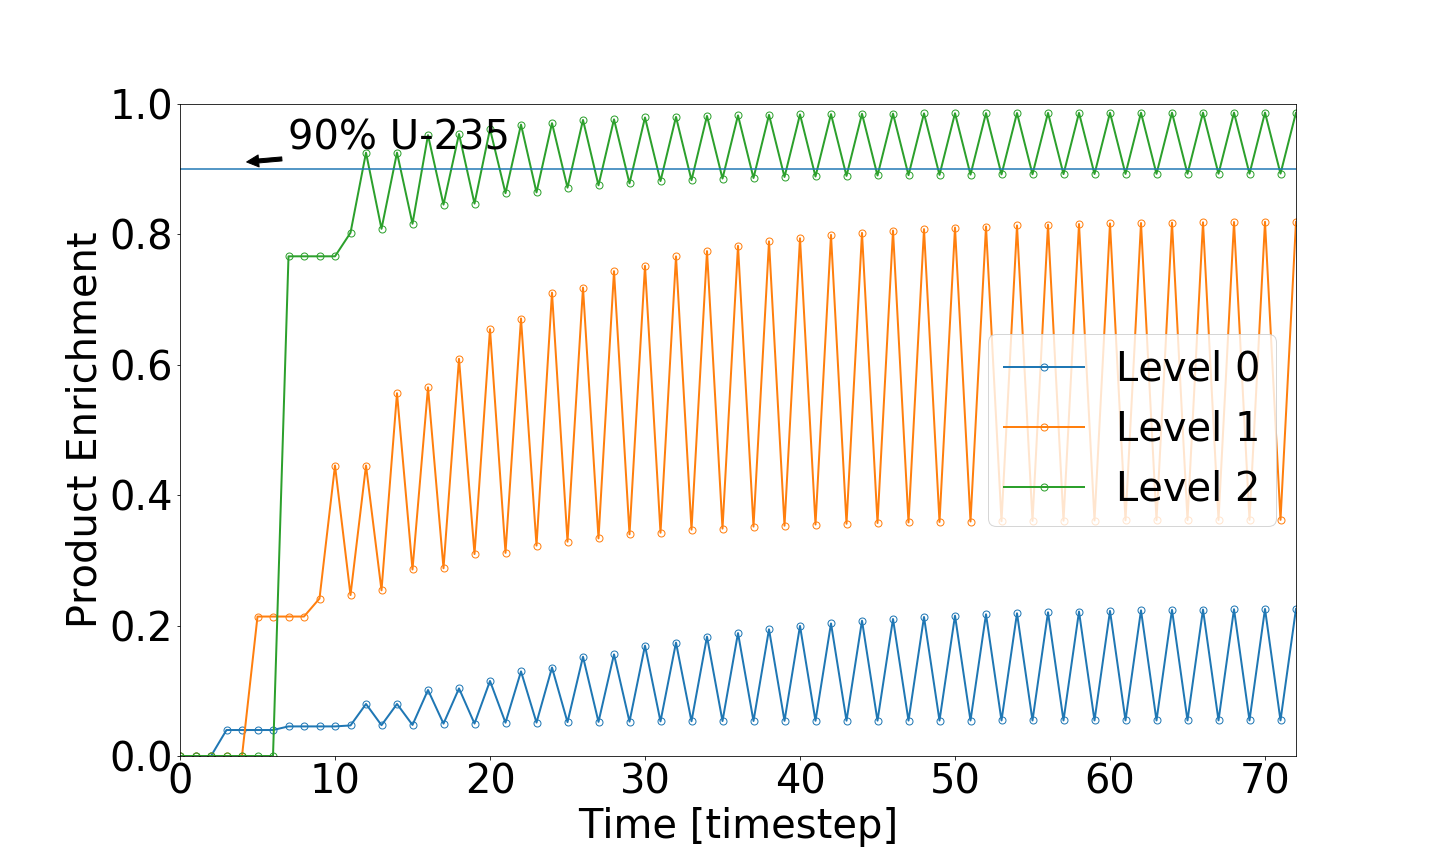 90% U-235
1.0
0.8
0.6
0.4
0.2
0.0
Product Enrichment
Level 0
Level 1
Level 2
0 10 20 30 40 50 60 70
Time [timestep]